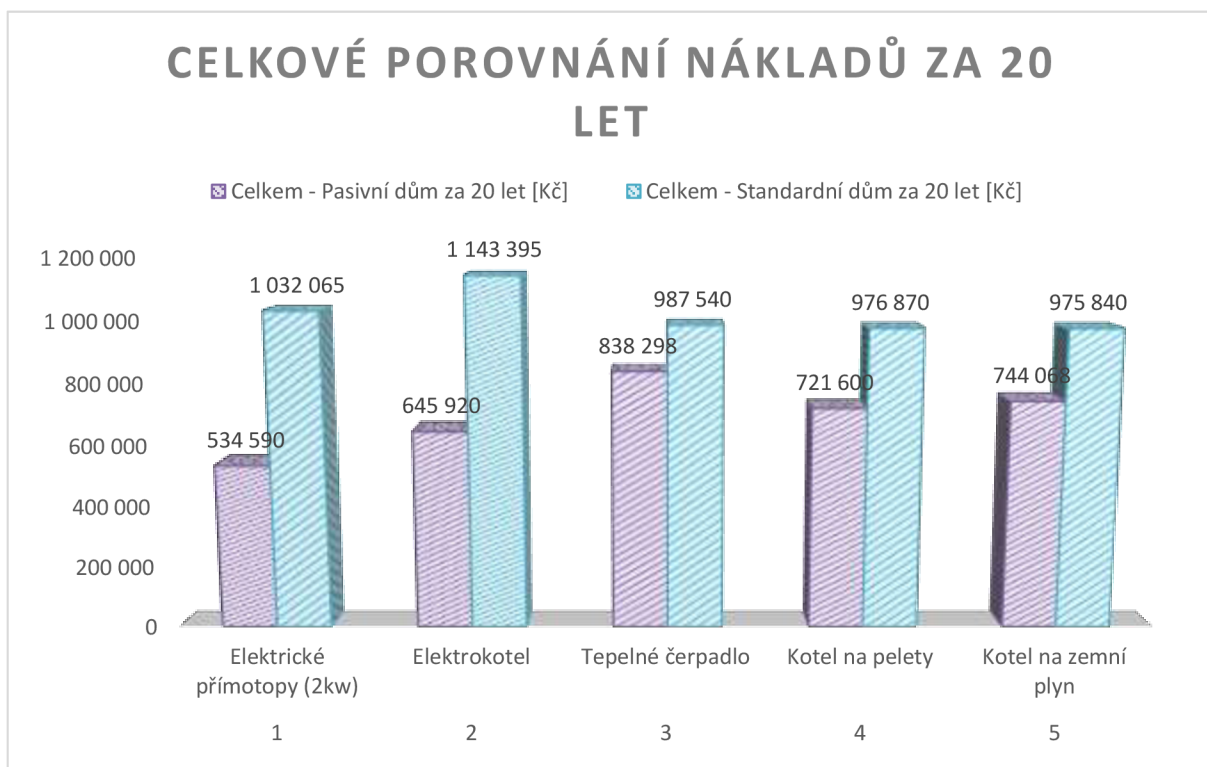 CELKOVÉ POROVNÁNÍ NÁKLADŮ ZA 20
LET
Celkem - Pasivní dům za 20 let [Kč]
Celkem - Standardní dům za 20 let [Kč]
1 200 000
1 000 000
800 000
600 000
400 000
200 000
0
534 590
1 032 065
645 920
1 143 395
838 298
987 540
721 600
976 870
744 068
975 840
Elektrické
přímotopy (2kw)
Elektrokotel
Tepelné čerpadlo
Kotel na pelety
Kotel na zemní
plyn
1
2
3
4
5